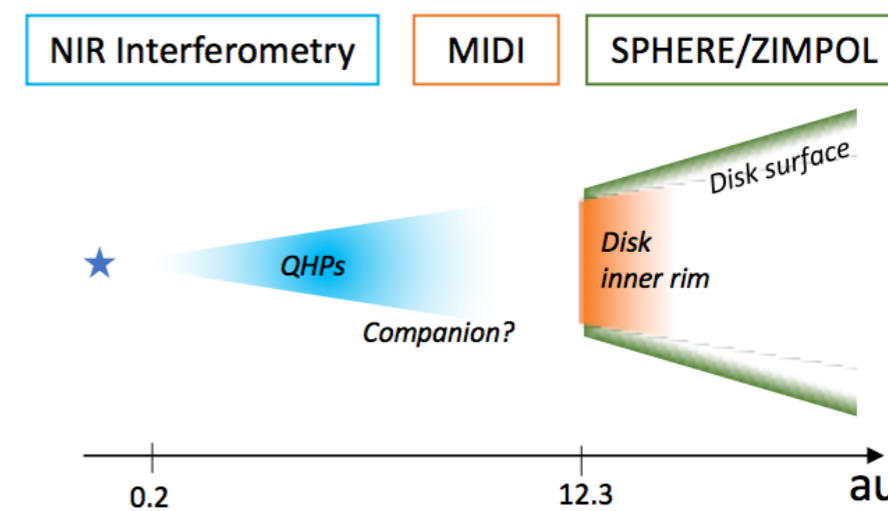 NIR Interferometry
MIDI
SPHERE/ZIMPOL
Disk surface
QHPs
Disk
inner rim
Companion?
0.2
12.3
au